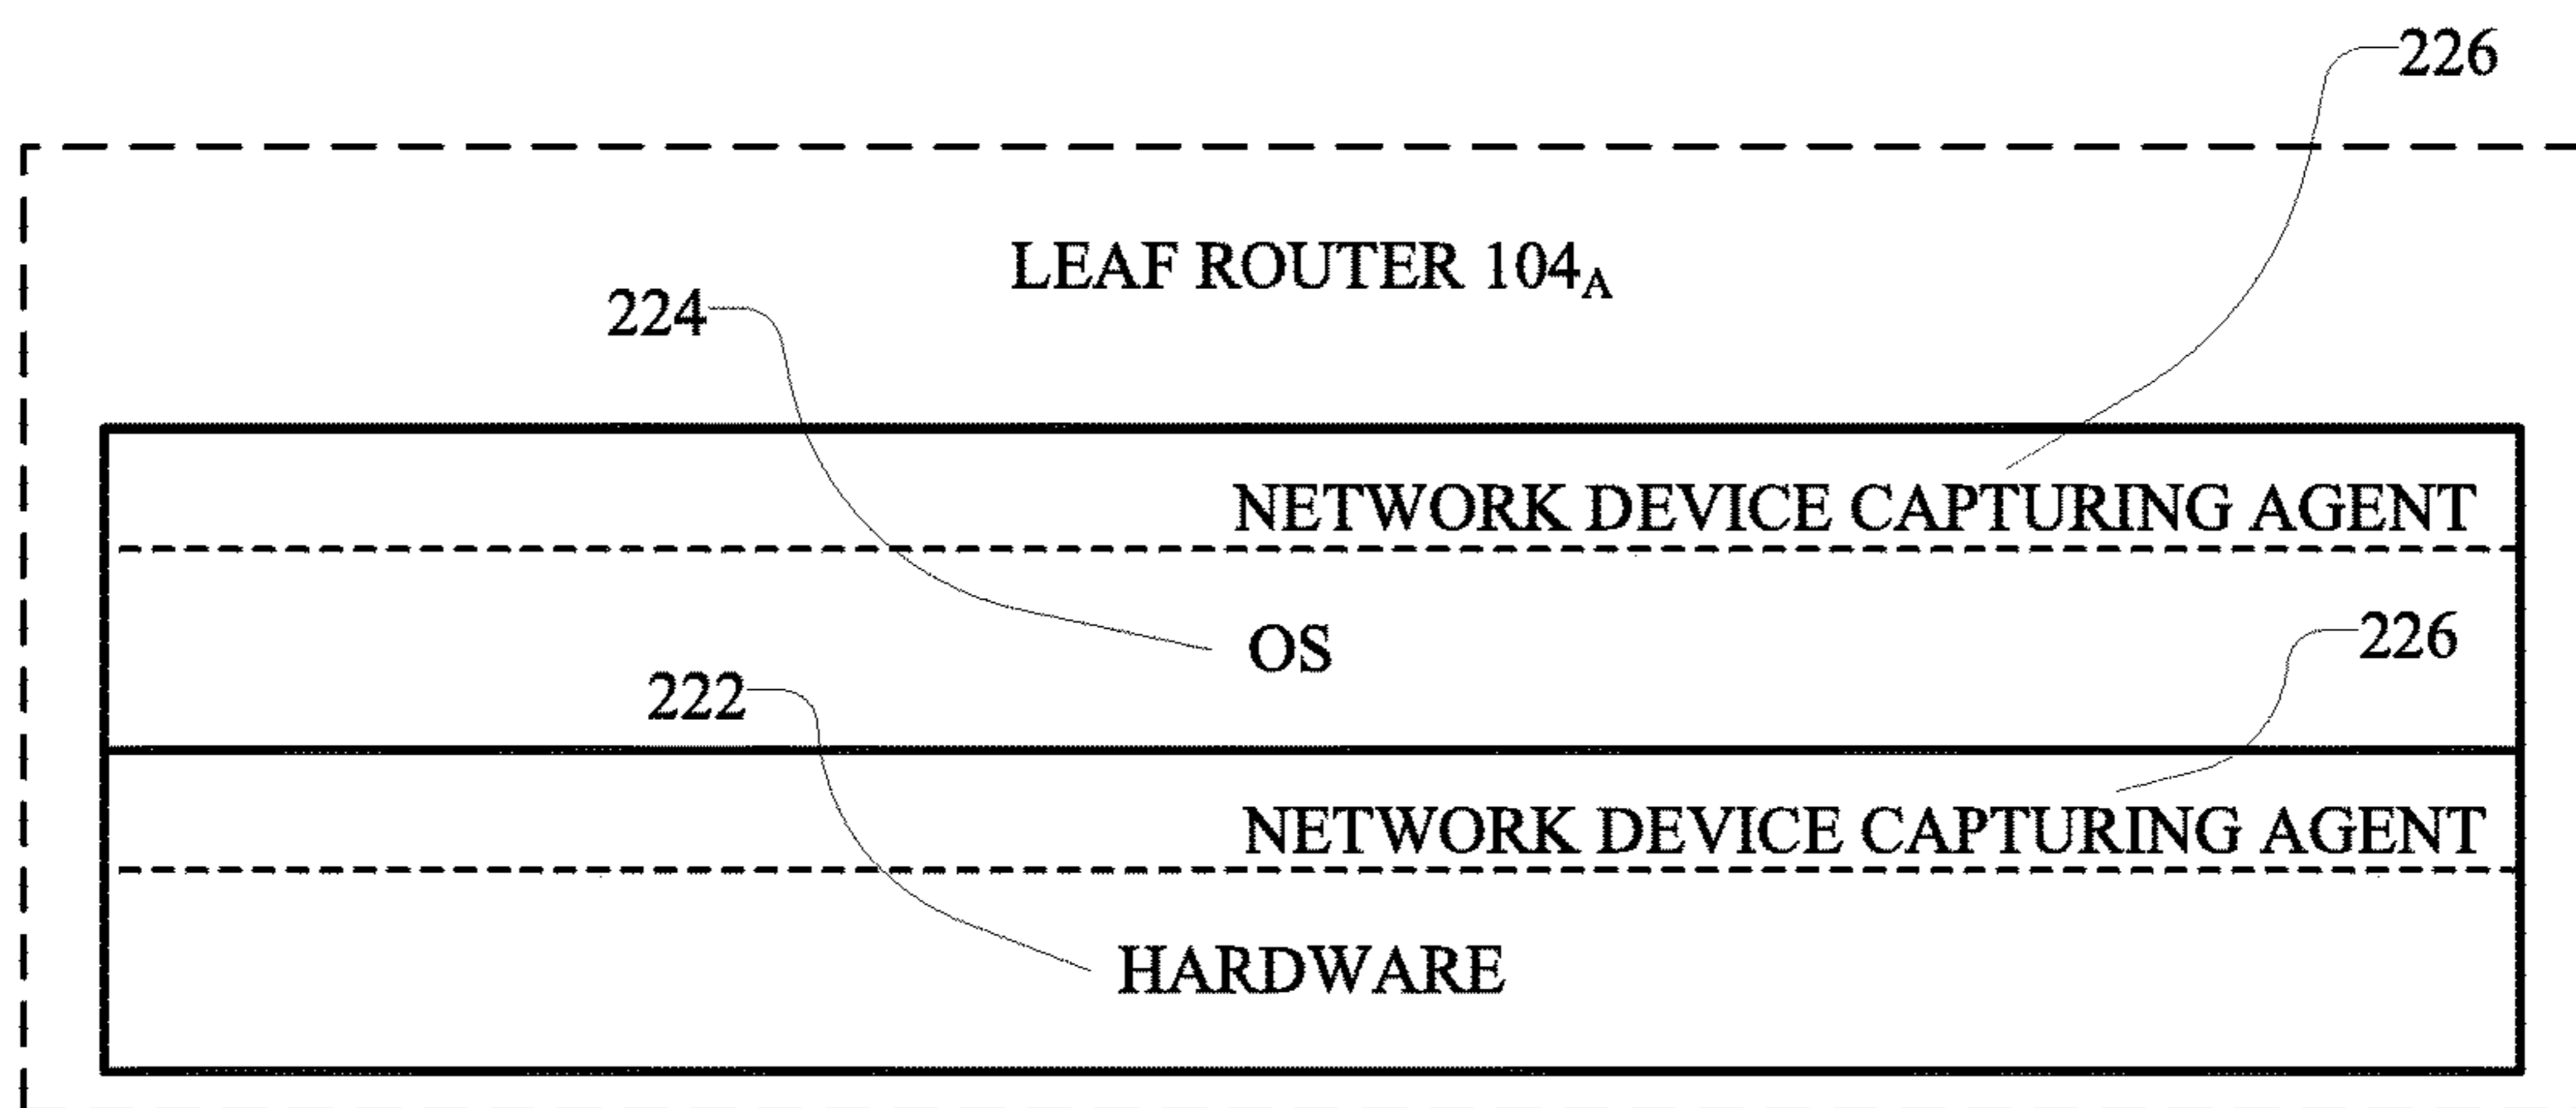 226
LEAF ROUTER 104A
224
NETWORK DEVICE CAPTURING AGENT
OS
226
222
NETWORK DEVICE CAPTURING AGENT
HARDWARE